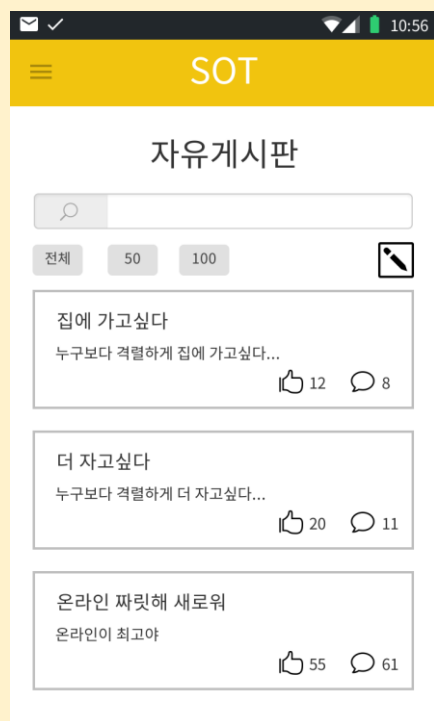 10:56
SOT
자유게시판
전체 50 100
집에 가고싶다
누구보다 격렬하게 집에 가고싶다...
12 8
더 자고싶다
누구보다 격렬하게 더 자고싶다...
20 11
온라인 짜릿해 새로워
온라인이 최고야
55 61